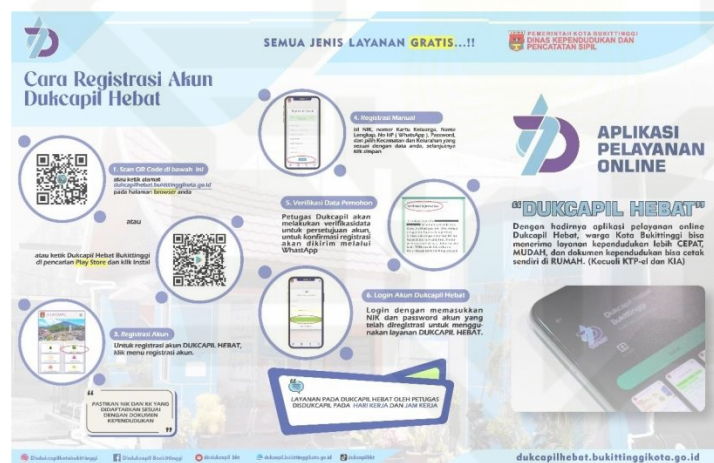 SEMUA JENIS LAYANAN GRATIS...!!
PEMERINTAH KOTA BUKITTINGGI
DINAS KEPENDUDUKAN DAN
PENCATATAN SIPIL
Cara Registrasi Akun
Dukcapil Hebat
1. Scan QR Code di bawah ini
atau ketik alamat
dukcapilhebat.bukittinggikota.go.id
pada halaman browser anda
atau
atau ketik Dukcapil Hebat Bukittinggi
di pencarian Play Store dan klik Instal
3. Registrasi Akun
Untuk registrasi akun DUKCAPIL HEBAT,
klik menu registrasi akun.
PASTIKAN NIK DAN KK YANG
DIDAFTARKAN SESUAI
DENGAN DOKUMEN
KEPENDUDUKAN
4. Registrasi Manual
Isi NIK, nomor Kartu Keluarga, Nama
Lengkap, No HP ( WhatsApp ), Password,
dan pilih Kecamatan dan Kelurahan yang
sesuai dengan data anda, selanjutnya
klik simpan
5. Verifikasi Data Pemohon
Petugas Dukcapil akan
melakukan verifikasidata
untuk persetujuan akun,
untuk konfirmasi registrasi
akan dikirim melalui
WhatsApp
6. Login Akun Dukcapil Hebat
Login dengan memasukkan
NIK dan password akun yang
telah diregistrasi untuk menggu-
nakan layanan DUKCAPIL HEBAT.
LAYANAN PADA DUKCAPIL HEBAT OLEH PETUGAS
DISDUKCAPIL PADA HARI KERJA DAN JAM KERJA
APLIKASI
PELAYANAN
ONLINE
"DUKCAPIL HEBAT"
Dengan hadirnya aplikasi pelayanan online
Dukcapil Hebat, warga Kota Bukittinggi bisa
menerima layanan kependudukan lebih CEPAT,
MUDAH, dan dokumen kependudukan bisa cetak
sendiri di RUMAH. (Kecuali KTP-el dan KIA)
Disdukcapilkotabukittinggi
Disdukcapil Bukittinggi
dukcapilhebat.bukittinggikota.go.id